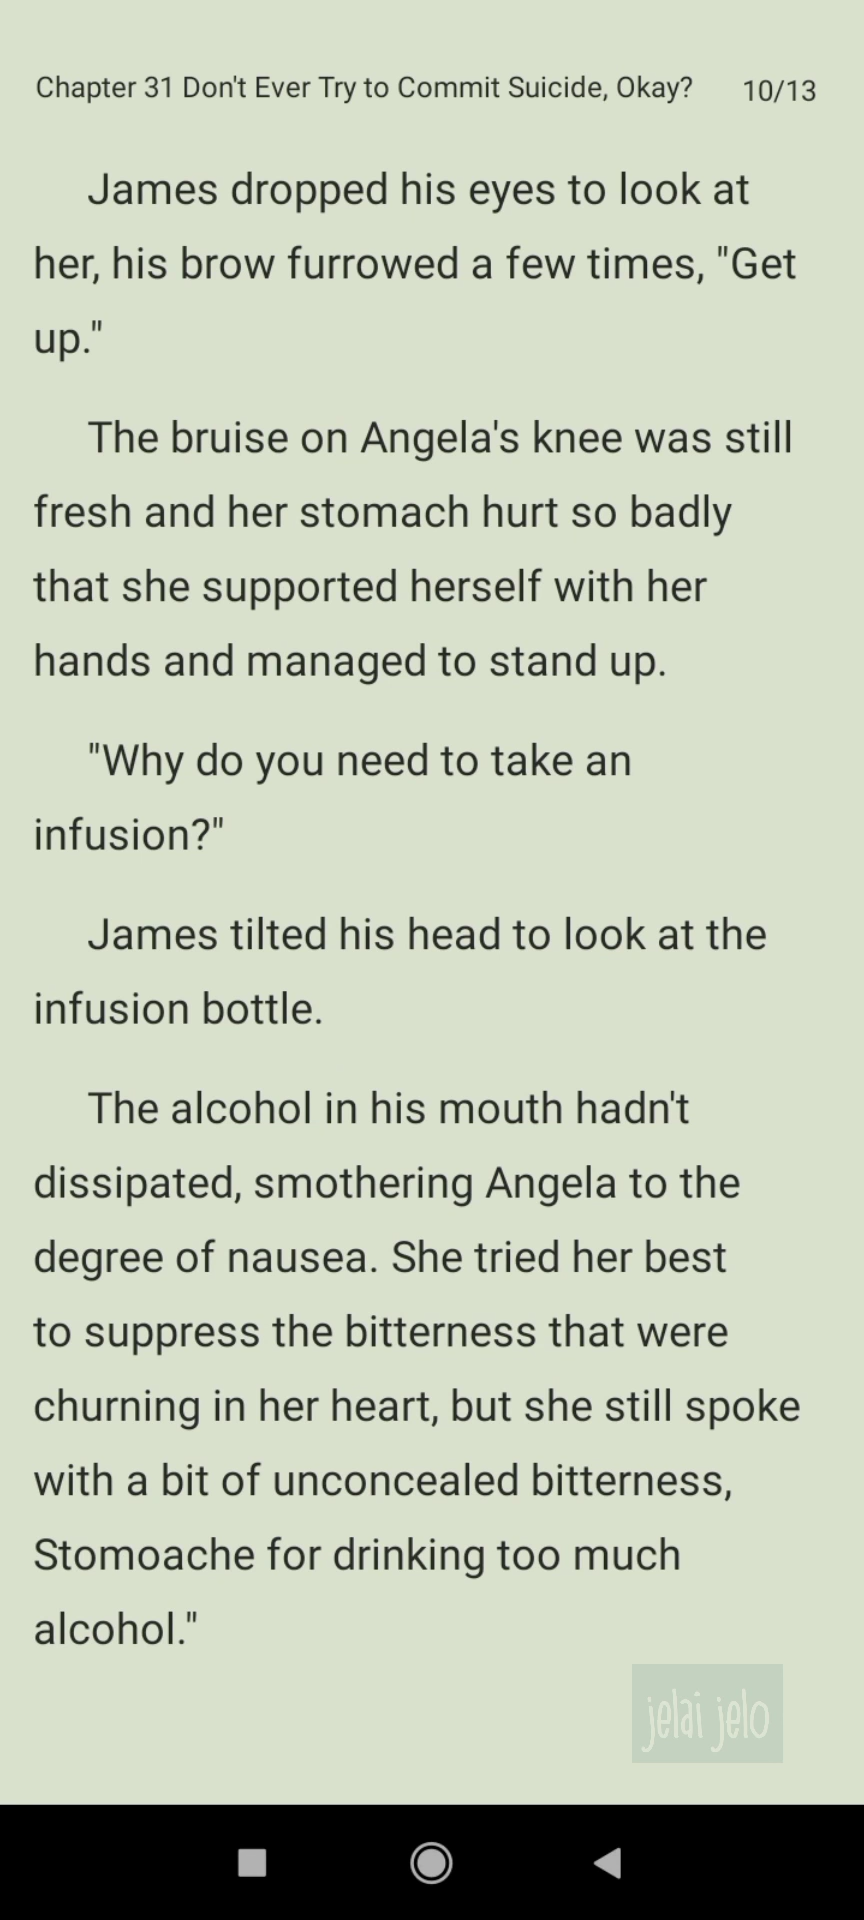 Chapter 31 Don't Ever Try to Commit Suicide, Okay? 10/13
James dropped his eyes to look at
her, his brow furrowed a few times, "Get
up."
The bruise on Angela's knee was still
fresh and her stomach hurt so badly
that she supported herself with her
hands and managed to stand up.
"Why do you need to take an
infusion?"
James tilted his head to look at the
infusion bottle.
The alcohol in his mouth hadn't
dissipated, smothering Angela to the
degree of nausea. She tried her best
to suppress the bitterness that were
churning in her heart, but she still spoke
with a bit of unconcealed bitterness,
Stomoache for drinking too much
alcohol."
jelai jelo